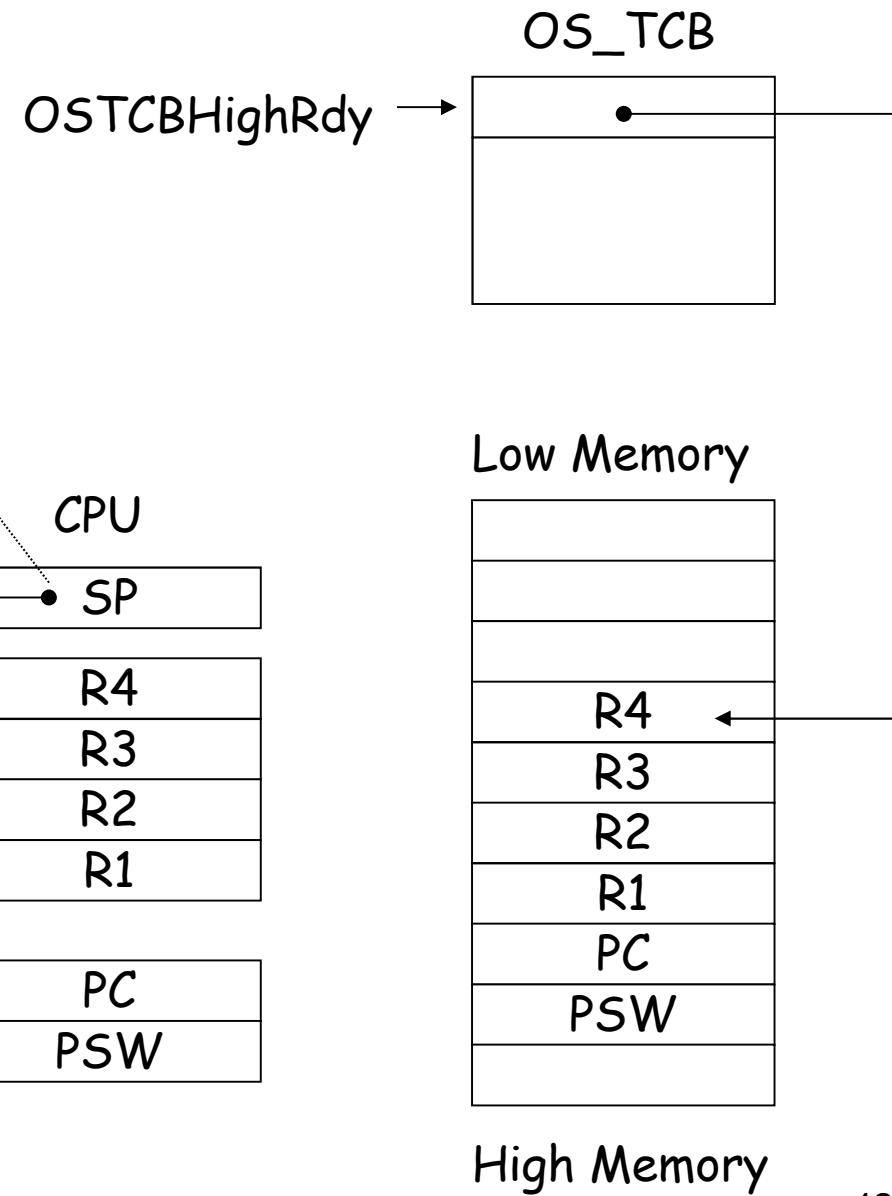 OS_TCB
OSTCBHighRdy
CPU
SP
R4
R3
R2
R1
PC
PSW
Low Memory
R4
R3
R2
R1
PC
PSW
High Memory